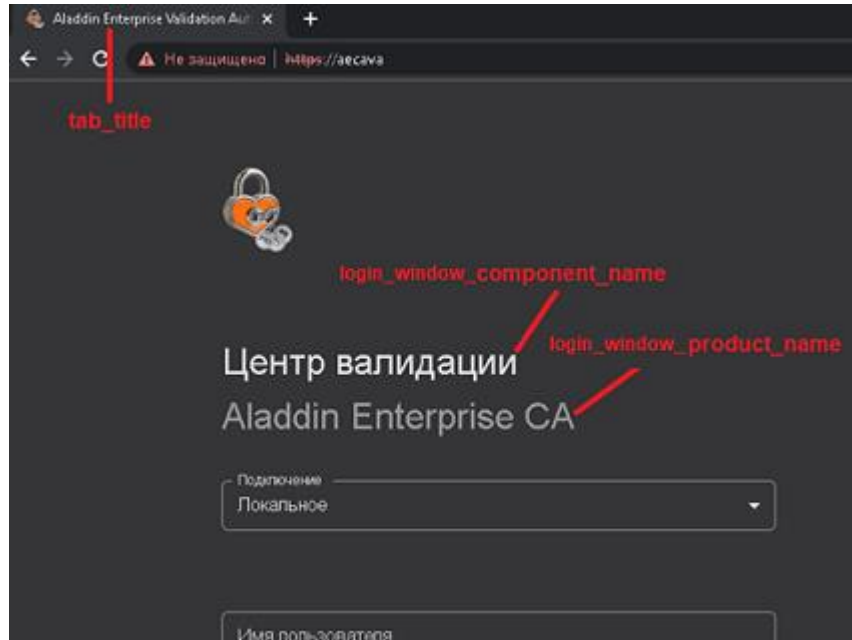 Aladdin Enterprise Validation Aut
Не защищено https://aecava
tab_title
login_window_component_name
login_window_product_name
Центр валидации
Aladdin Enterprise CA
Подключение
Локальное
Имя пользователя